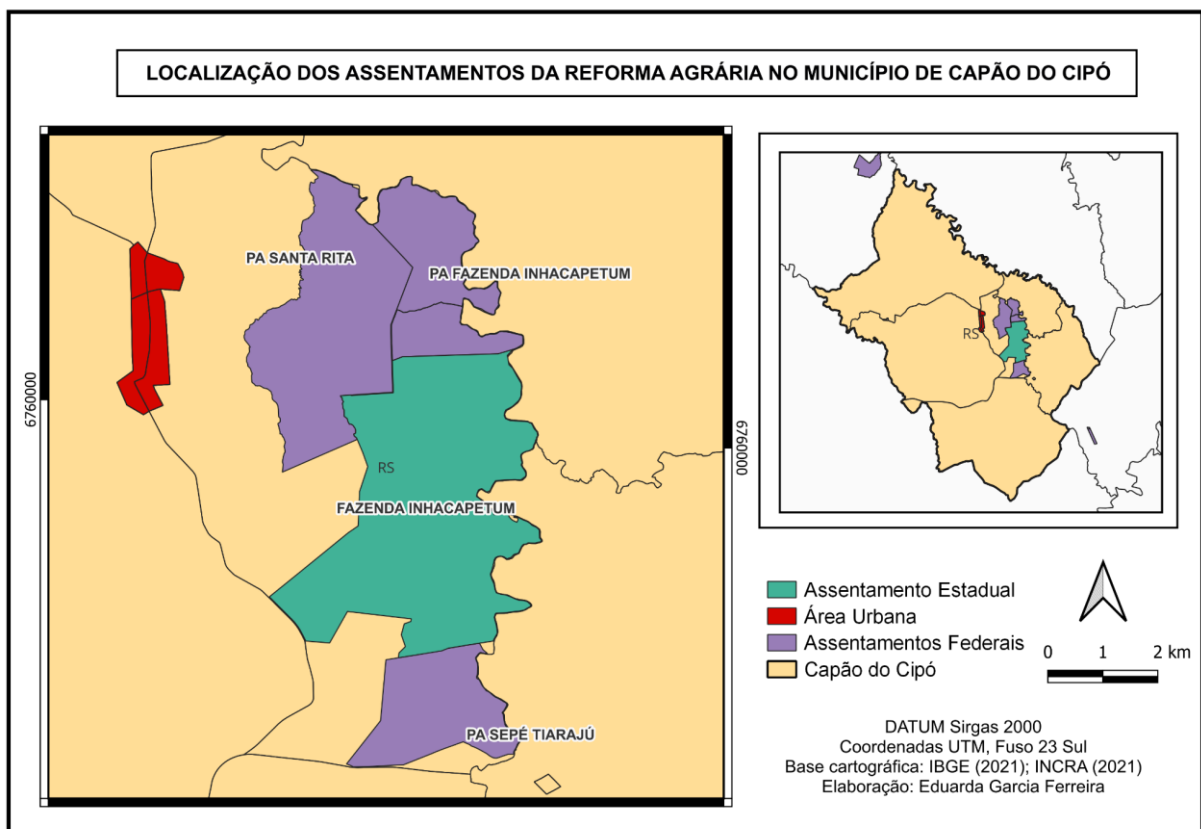 LOCALIZAÇÃO DOS ASSENTAMENTOS DA REFORMA AGRÁRIA NO MUNICÍPIO DE CAPÃO DO CIPÓ
PA SANTA RITA
PA FAZENDA INHACAPETUM
6760000
6760000
RS
FAZENDA INHACAPETUM
PA SEPÉ TIARAJÚ
RS
Assentamento Estadual
Área Urbana
Assentamentos Federais
Capão do Cipó
0 1 2 km
DATUM Sirgas 2000
Coordenadas UTM, Fuso 23 Sul
Base cartográfica: IBGE (2021); INCRA (2021)
Elaboração: Eduarda Garcia Ferreira